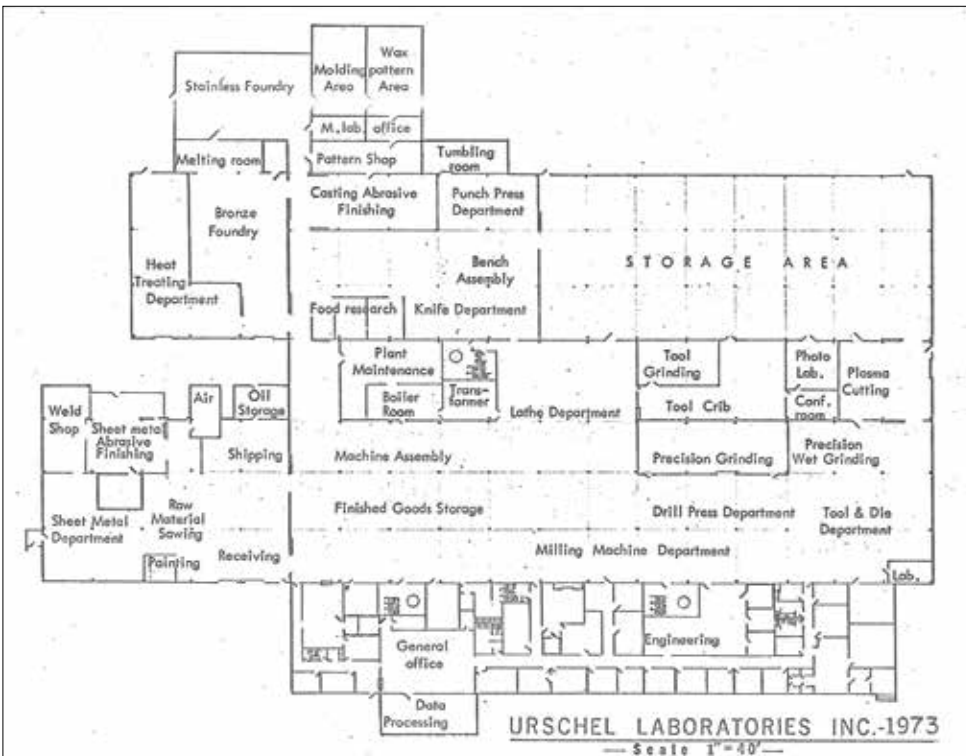 Stainless Foundry
Molding
Area
Wax
pattern
Area
M. lab.
office
Melting room
Pattern Shop
Tumbling
room
Casting Abrasive
Finishing
Punch Press
Department
Bronze
Foundry
Bench
Assembly
STORAGE AREA
Heat
Treating
Department
Food research
Knife Department
Plant
Maintenance
Boiler
Room
Trans-
former
Lathe Department
Tool
Grinding
Tool Crib
Photo
Lab.
Conf.
room
Plasma
Cutting
Weld
Shop
Sheet metal
Abrasive
Finishing
Air
Oil
Storage
Shipping
Machine Assembly
Precision Grinding
Precision
Wet Grinding
Sheet Metal
Department
Raw
Material
Sawing
Finished Goods Storage
Drill Press Department
Tool & Die
Department
Painting
Receiving
Milling Machine Department
Lab.
General
office
Engineering
Data
Processing
URSCHEL LABORATORIES INC.-1973
— Scale 1"=40'—